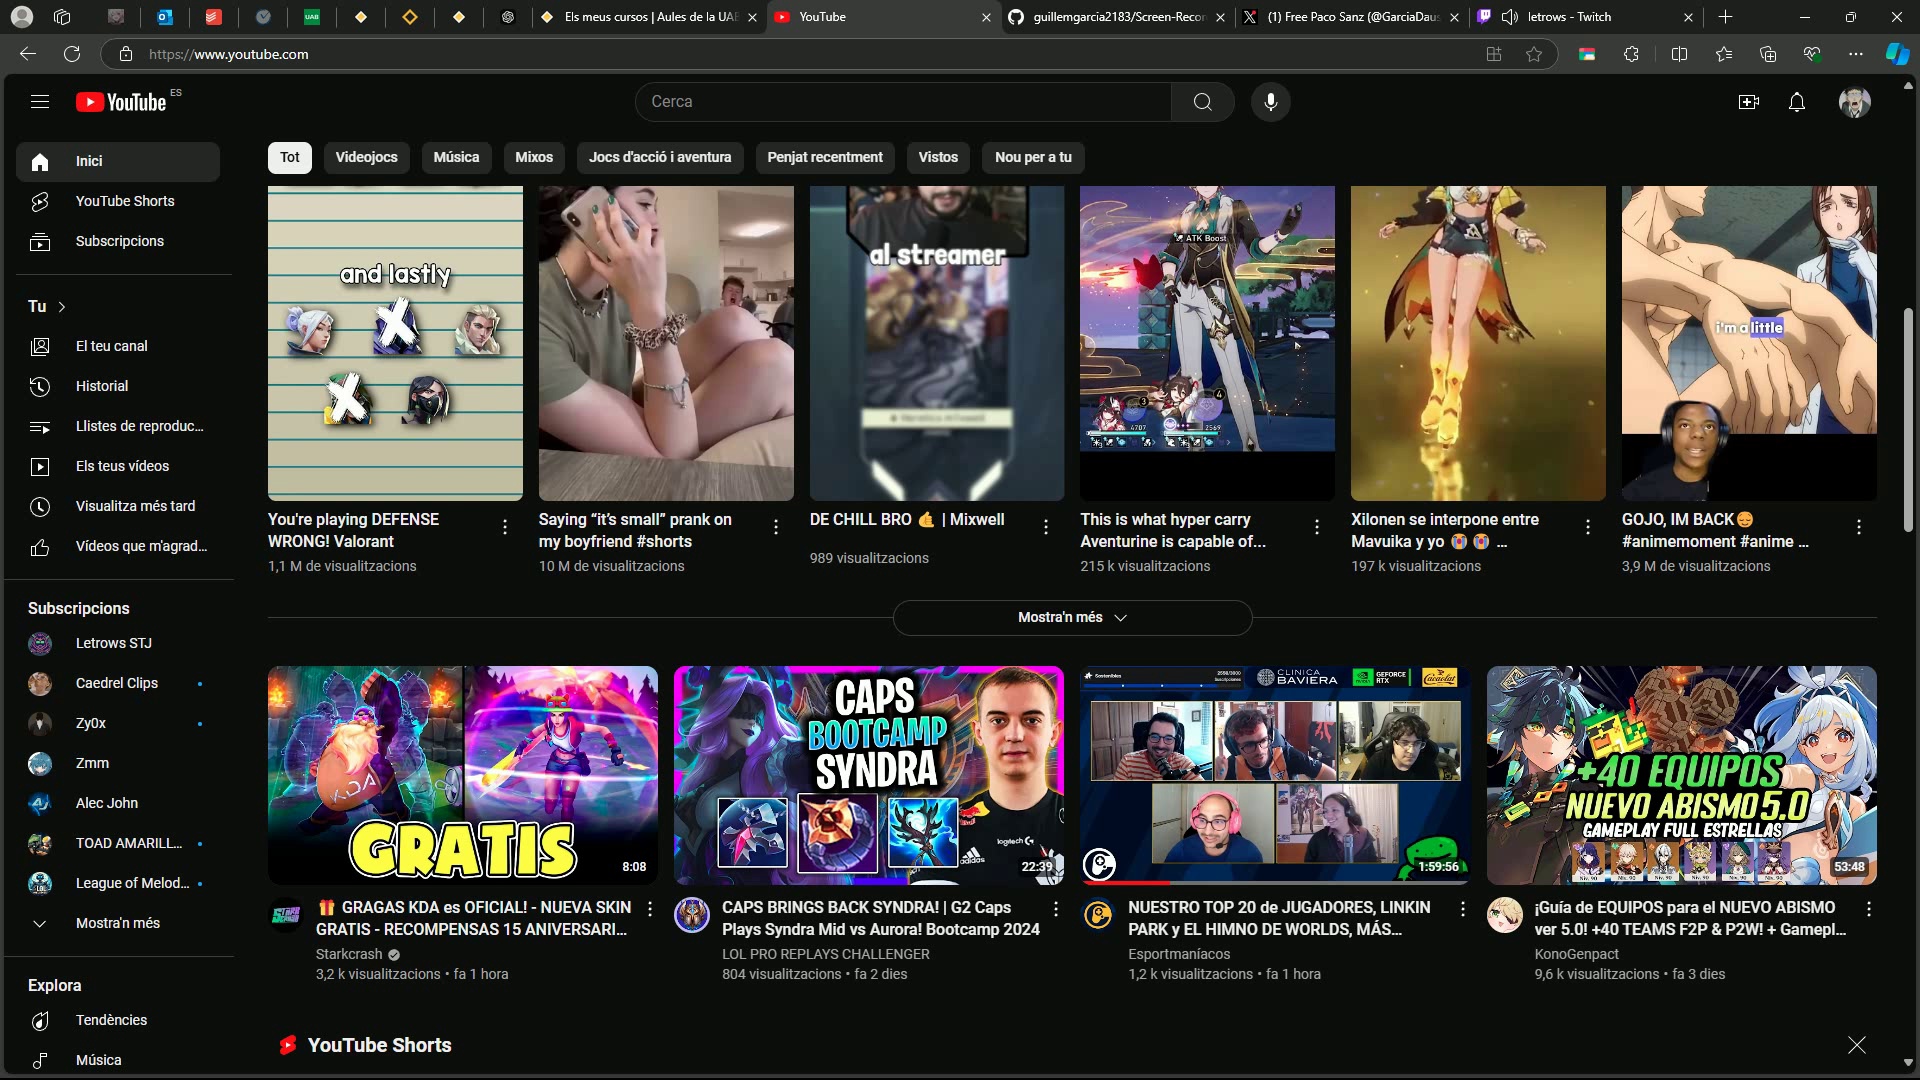 Els meus cursos | Aules de la UAB
YouTube
guillemgarcia2183/Screen-Recor
(1) Free Paco Sanz (@GarciaDaus
letrows - Twitch
https://www.youtube.com
YouTube ES
Cerca
Inici
YouTube Shorts
Subscripcions
Tu
El teu canal
Historial
Llistes de reproduc...
Els teus vídeos
Visualitza més tard
Vídeos que m'agrad...
Subscripcions
Letrows STJ
Caedrel Clips
Zy0x
Zmm
Alec John
TOAD AMARILL...
League of Melod...
Mostra'n més
Explora
Tendències
Música
Tot
Videojocs
Música
Mixos
Jocs d'acció i aventura
Penjat recentment
Vistos
Nou per a tu
and lastly
You're playing DEFENSE
WRONG! Valorant
1,1 M de visualitzacions
Saying “it’s small” prank on
my boyfriend #shorts
10 M de visualitzacions
al streamer
DE CHILL BRO 🤙 | Mixwell
989 visualitzacions
ATK Boost
3
4
4707
2569
This is what hyper carry
Aventurine is capable of...
215 k visualitzacions
Xilonen se interpone entre
Mavuika y yo 😭 😭 ...
197 k visualitzacions
i'm a little
GOJO, IM BACK😌
#animemoment #anime ...
3,9 M de visualitzacions
Mostra'n més
KDA
GRATIS
8:08
🎁 GRAGAS KDA es OFICIAL! - NUEVA SKIN
GRATIS - RECOMPENSAS 15 ANIVERSARI...
Starkcrash
3,2 k visualitzacions • fa 1 hora
CAPS
BOOTCAMP
SYNDRA
logitech G
adidas
22:39
CAPS BRINGS BACK SYNDRA! | G2 Caps
Plays Syndra Mid vs Aurora! Bootcamp 2024
LOL PRO REPLAYS CHALLENGER
804 visualitzacions • fa 2 dies
CLINICA
BAVIERA
GEFORCE
RTX
Cacaolat
1:59:56
NUESTRO TOP 20 de JUGADORES, LINKIN
PARK y EL HIMNO DE WORLDS, MÁS...
Esportmaníacos
1,2 k visualitzacions • fa 1 hora
+40 EQUIPOS
NUEVO ABISMO 5.0
GAMEPLAY FULL ESTRELLAS
53:48
¡Guía de EQUIPOS para el NUEVO ABISMO
ver 5.0! +40 TEAMS F2P & P2W! + Gamepl...
KonoGenpact
9,6 k visualitzacions • fa 3 dies
YouTube Shorts